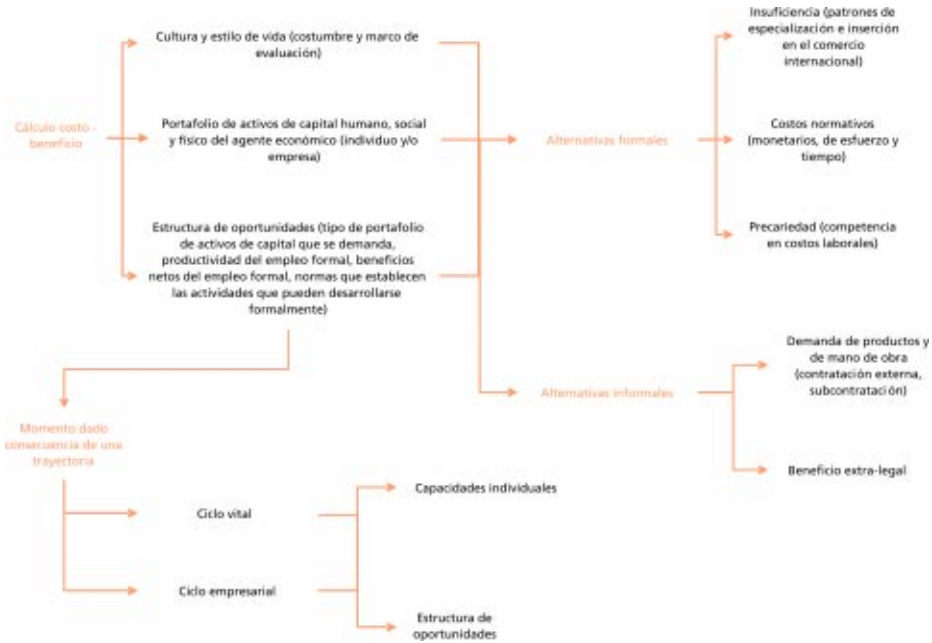 Cálculo costo -
beneficio
Cultura y estilo de vida (costumbre y marco de
evaluación)
Portafolio de activos de capital humano, social
y físico del agente económico (individuo y/o
empresa)
Estructura de oportunidades (tipo de portafolio
de activos de capital que se demanda,
productividad del empleo formal, beneficios
netos del empleo formal, normas que establecen
las actividades que pueden desarrollarse
formalmente)
Alternativas formales
Insuficiencia (patrones de
especialización e inserción
en el comercio
internacional)
Costos normativos
(monetarios, de esfuerzo y
tiempo)
Precariedad (competencia
en costos laborales)
Alternativas informales
Demanda de productos y
de mano de obra
(contratación externa,
subcontratación)
Beneficio extra-legal
Momento dado
consecuencia de una
trayectoria
Ciclo vital
Ciclo empresarial
Capacidades individuales
Estructura de
oportunidades